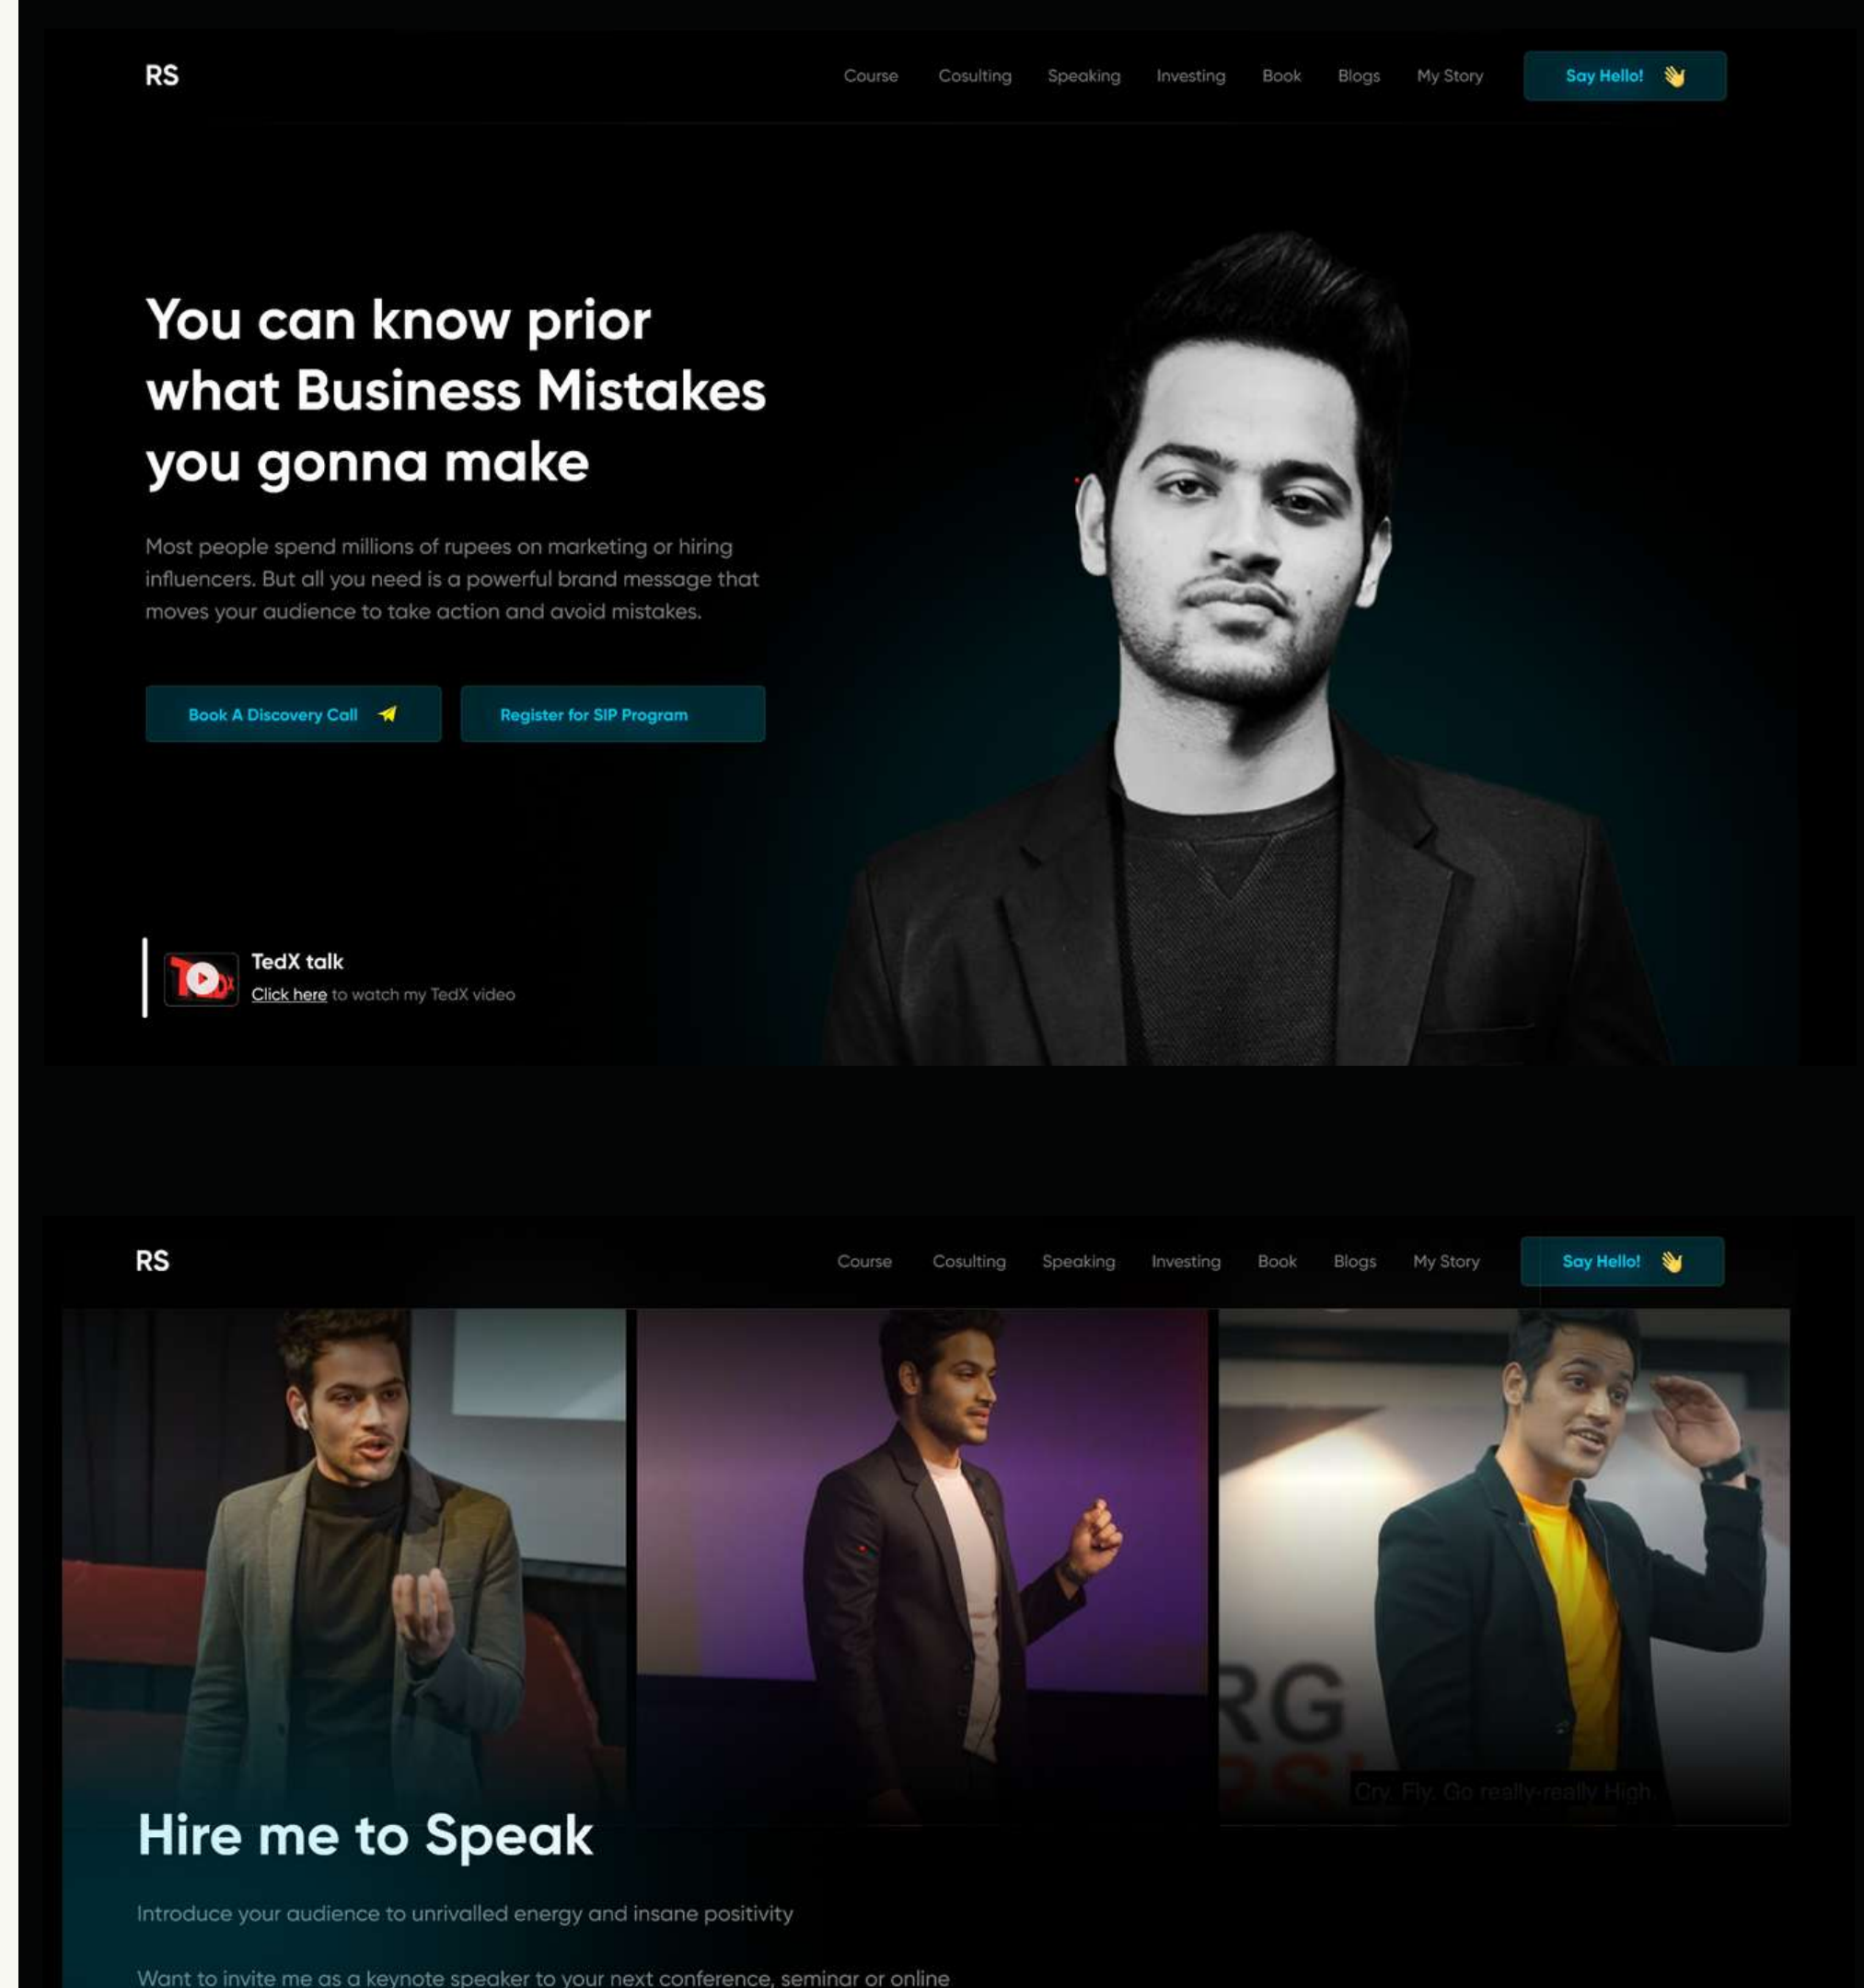 RS
Course Cosulting Speaking Investing Book Blogs My Story Say Hello!
You can know prior
what Business Mistakes
you gonna make
Most people spend millions of rupees on marketing or hiring
influencers. But all you need is a powerful brand message that
moves your audience to take action and avoid mistakes.
Book A Discovery Call Register for SIP Program
TedX talk
Click here to watch my TedX video
RS
Course Cosulting Speaking Investing Book Blogs My Story Say Hello!
RG
Cry. Fly. Go really-really High.
Hire me to Speak
Introduce your audience to unrivalled energy and insane positivity
Want to invite me as a keynote speaker to your next conference, seminar or online